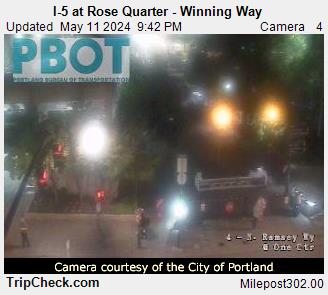 I-5 at Rose Quarter - Winning Way
Updated May 11 2024 9:42 PM Camera 4
PBOT
PORTLAND BUREAU OF TRANSPORTATION
4 - N. Ramsey Wy
@ One Ctr
Camera courtesy of the City of Portland
TripCheck.com Milepost302.00